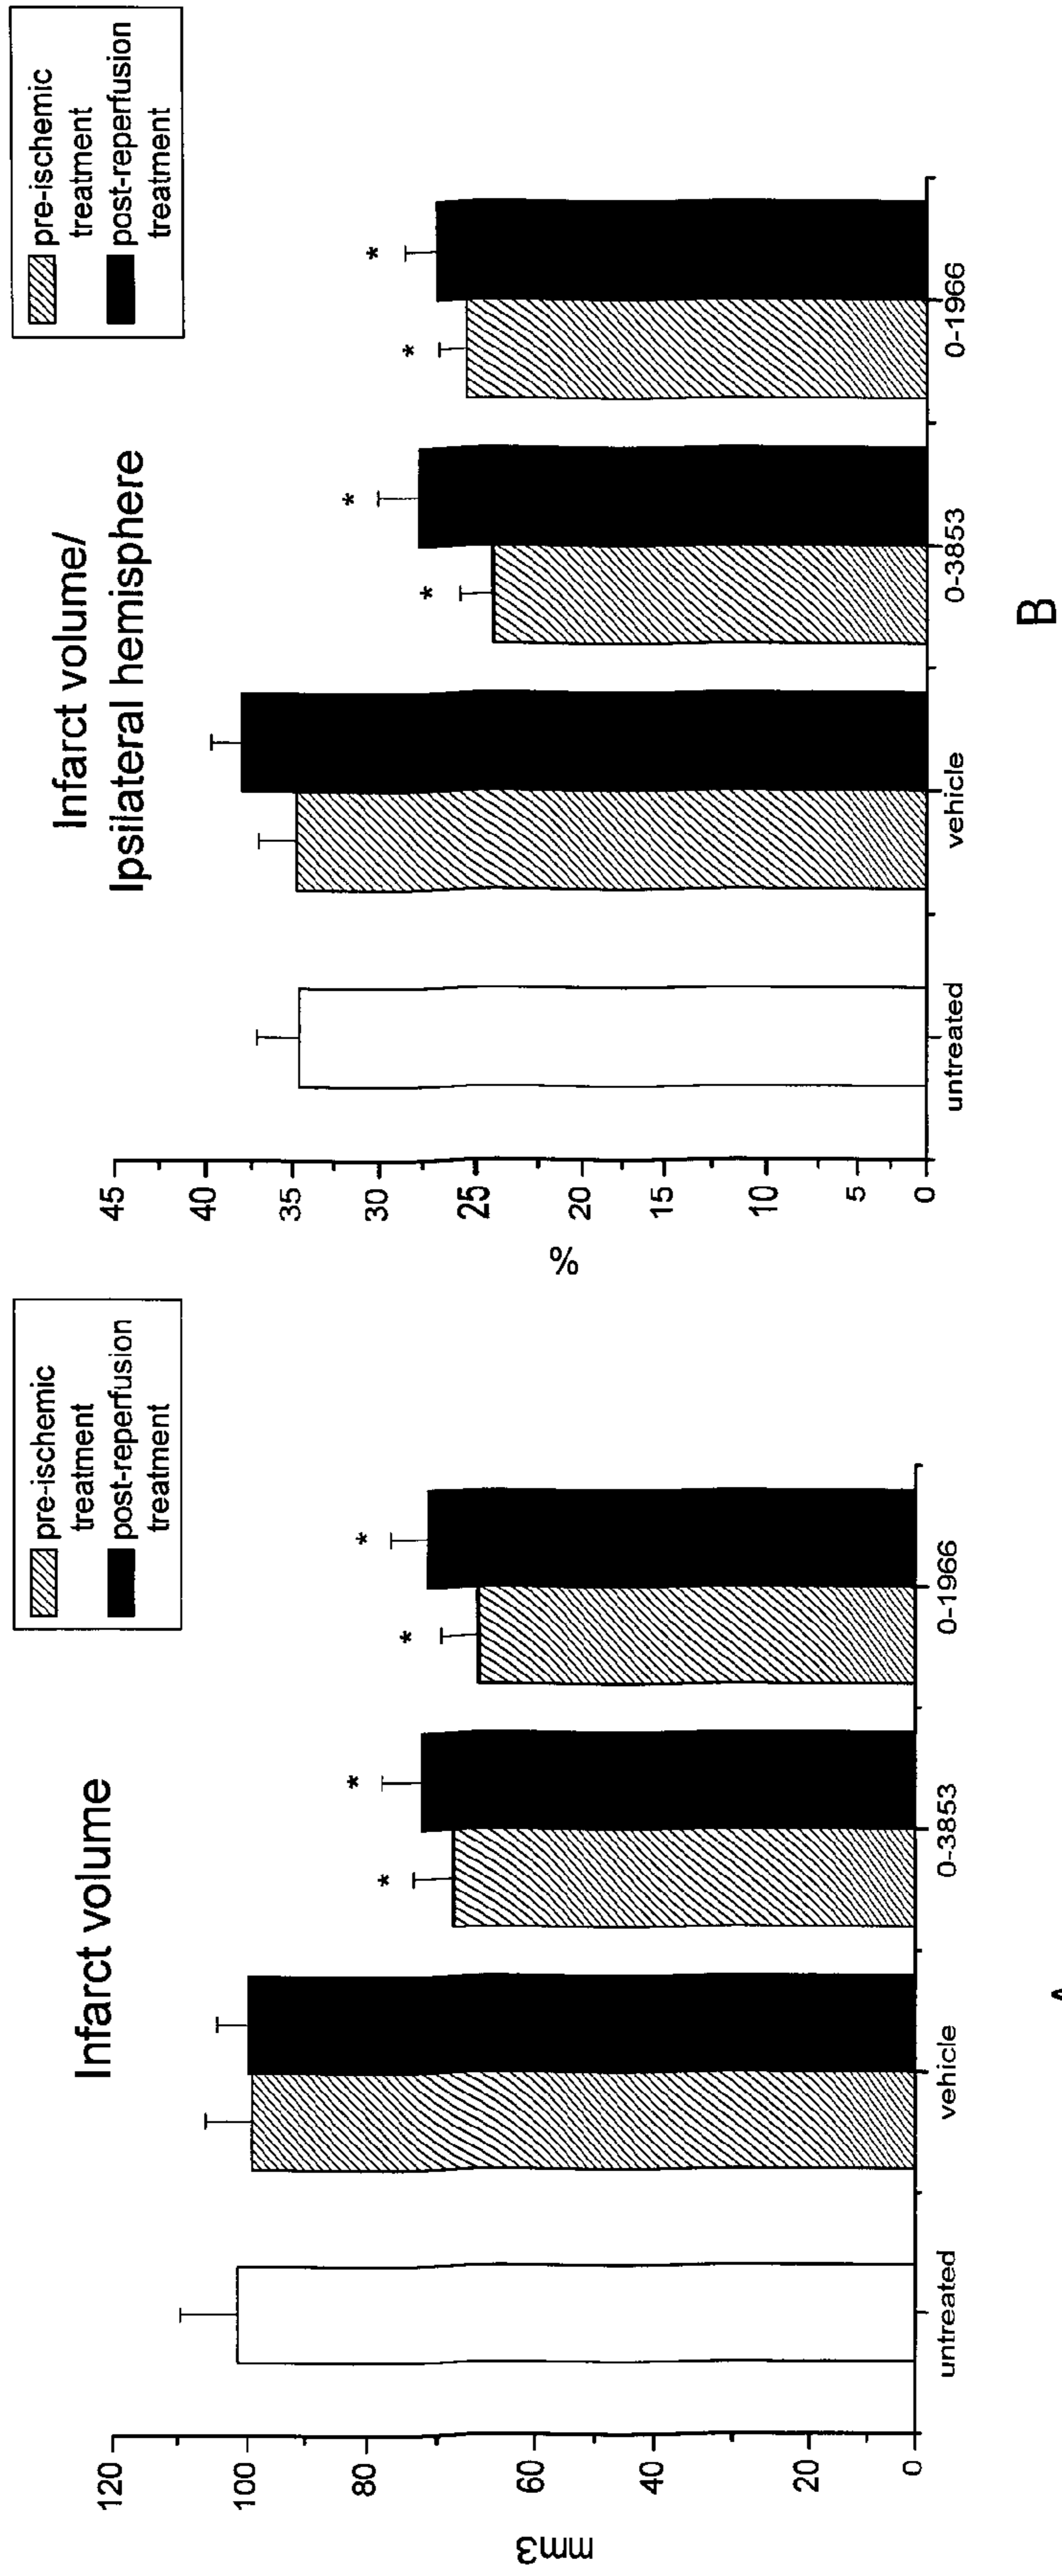 Infarct volume
pre-ischemic
treatment
post-reperfusion
treatment
mm3
120
100
80
60
40
20
0
*
*
*
*
untreated
vehicle
0-3853
0-1966
Infarct volume/
Ipsilateral hemisphere
pre-ischemic
treatment
post-reperfusion
treatment
%
45
40
35
30
25
20
15
10
5
0
*
*
*
*
untreated
vehicle
0-3853
0-1966
B